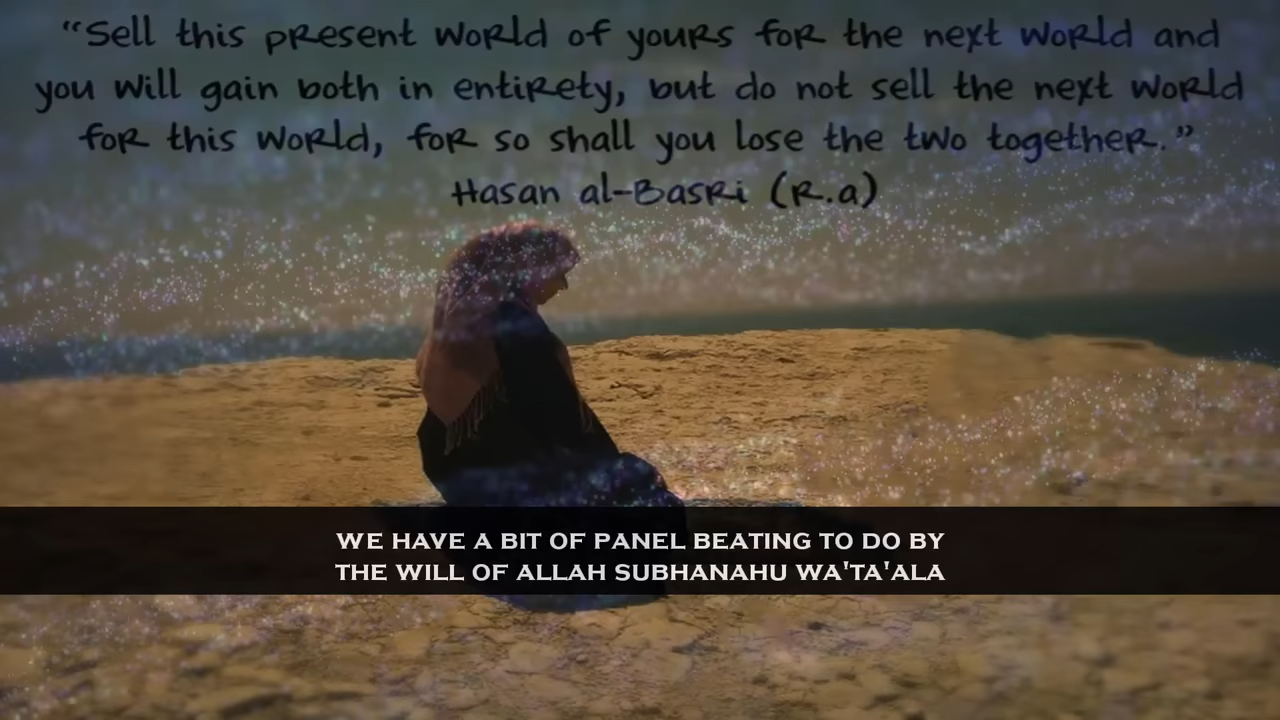 “Sell this present world of yours for the next world and
you will gain both in entirety, but do not sell the next world
for this world, for so shall you lose the two together.”
Hasan al-Basri (R.a)
WE HAVE A BIT OF PANEL BEATING TO DO BY
THE WILL OF ALLAH SUBHANAHU WA'TA'ALA